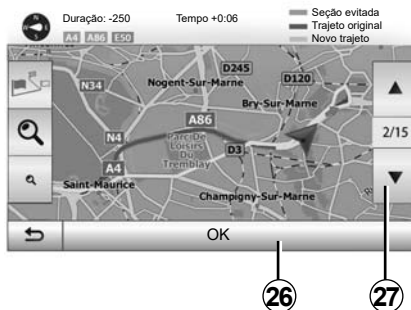 Duração: -250 Tempo +0:06
A4 A86 E50
Seção evitada
Trajeto original
Novo trajeto
D245
D120
N34
Nogent-Sur-Marne
Bry-Sur-Marne
A86
2/15
N4
Parc De
Loisirs
Du
Tremblay
D3
A4
Saint-Maurice
Champigny-Sur-Marne
OK
26
27